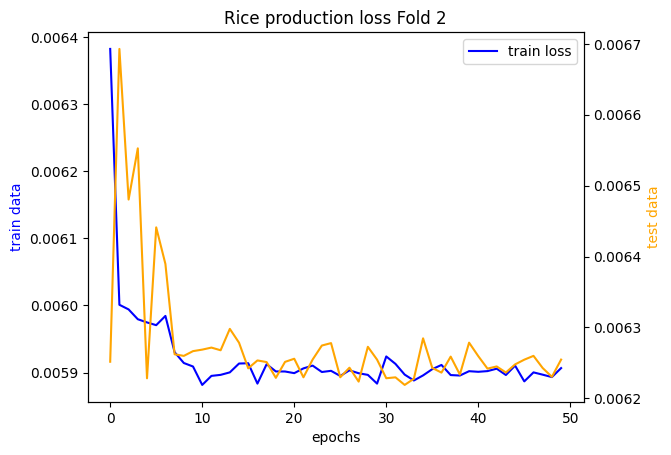 Rice production loss Fold 2
train loss
train data
0.0064
0.0063
0.0062
0.0061
0.0060
0.0059
0.0067
0.0066
0.0065
0.0064
0.0063
0.0062
test data
0 10 20 30 40 50
epochs